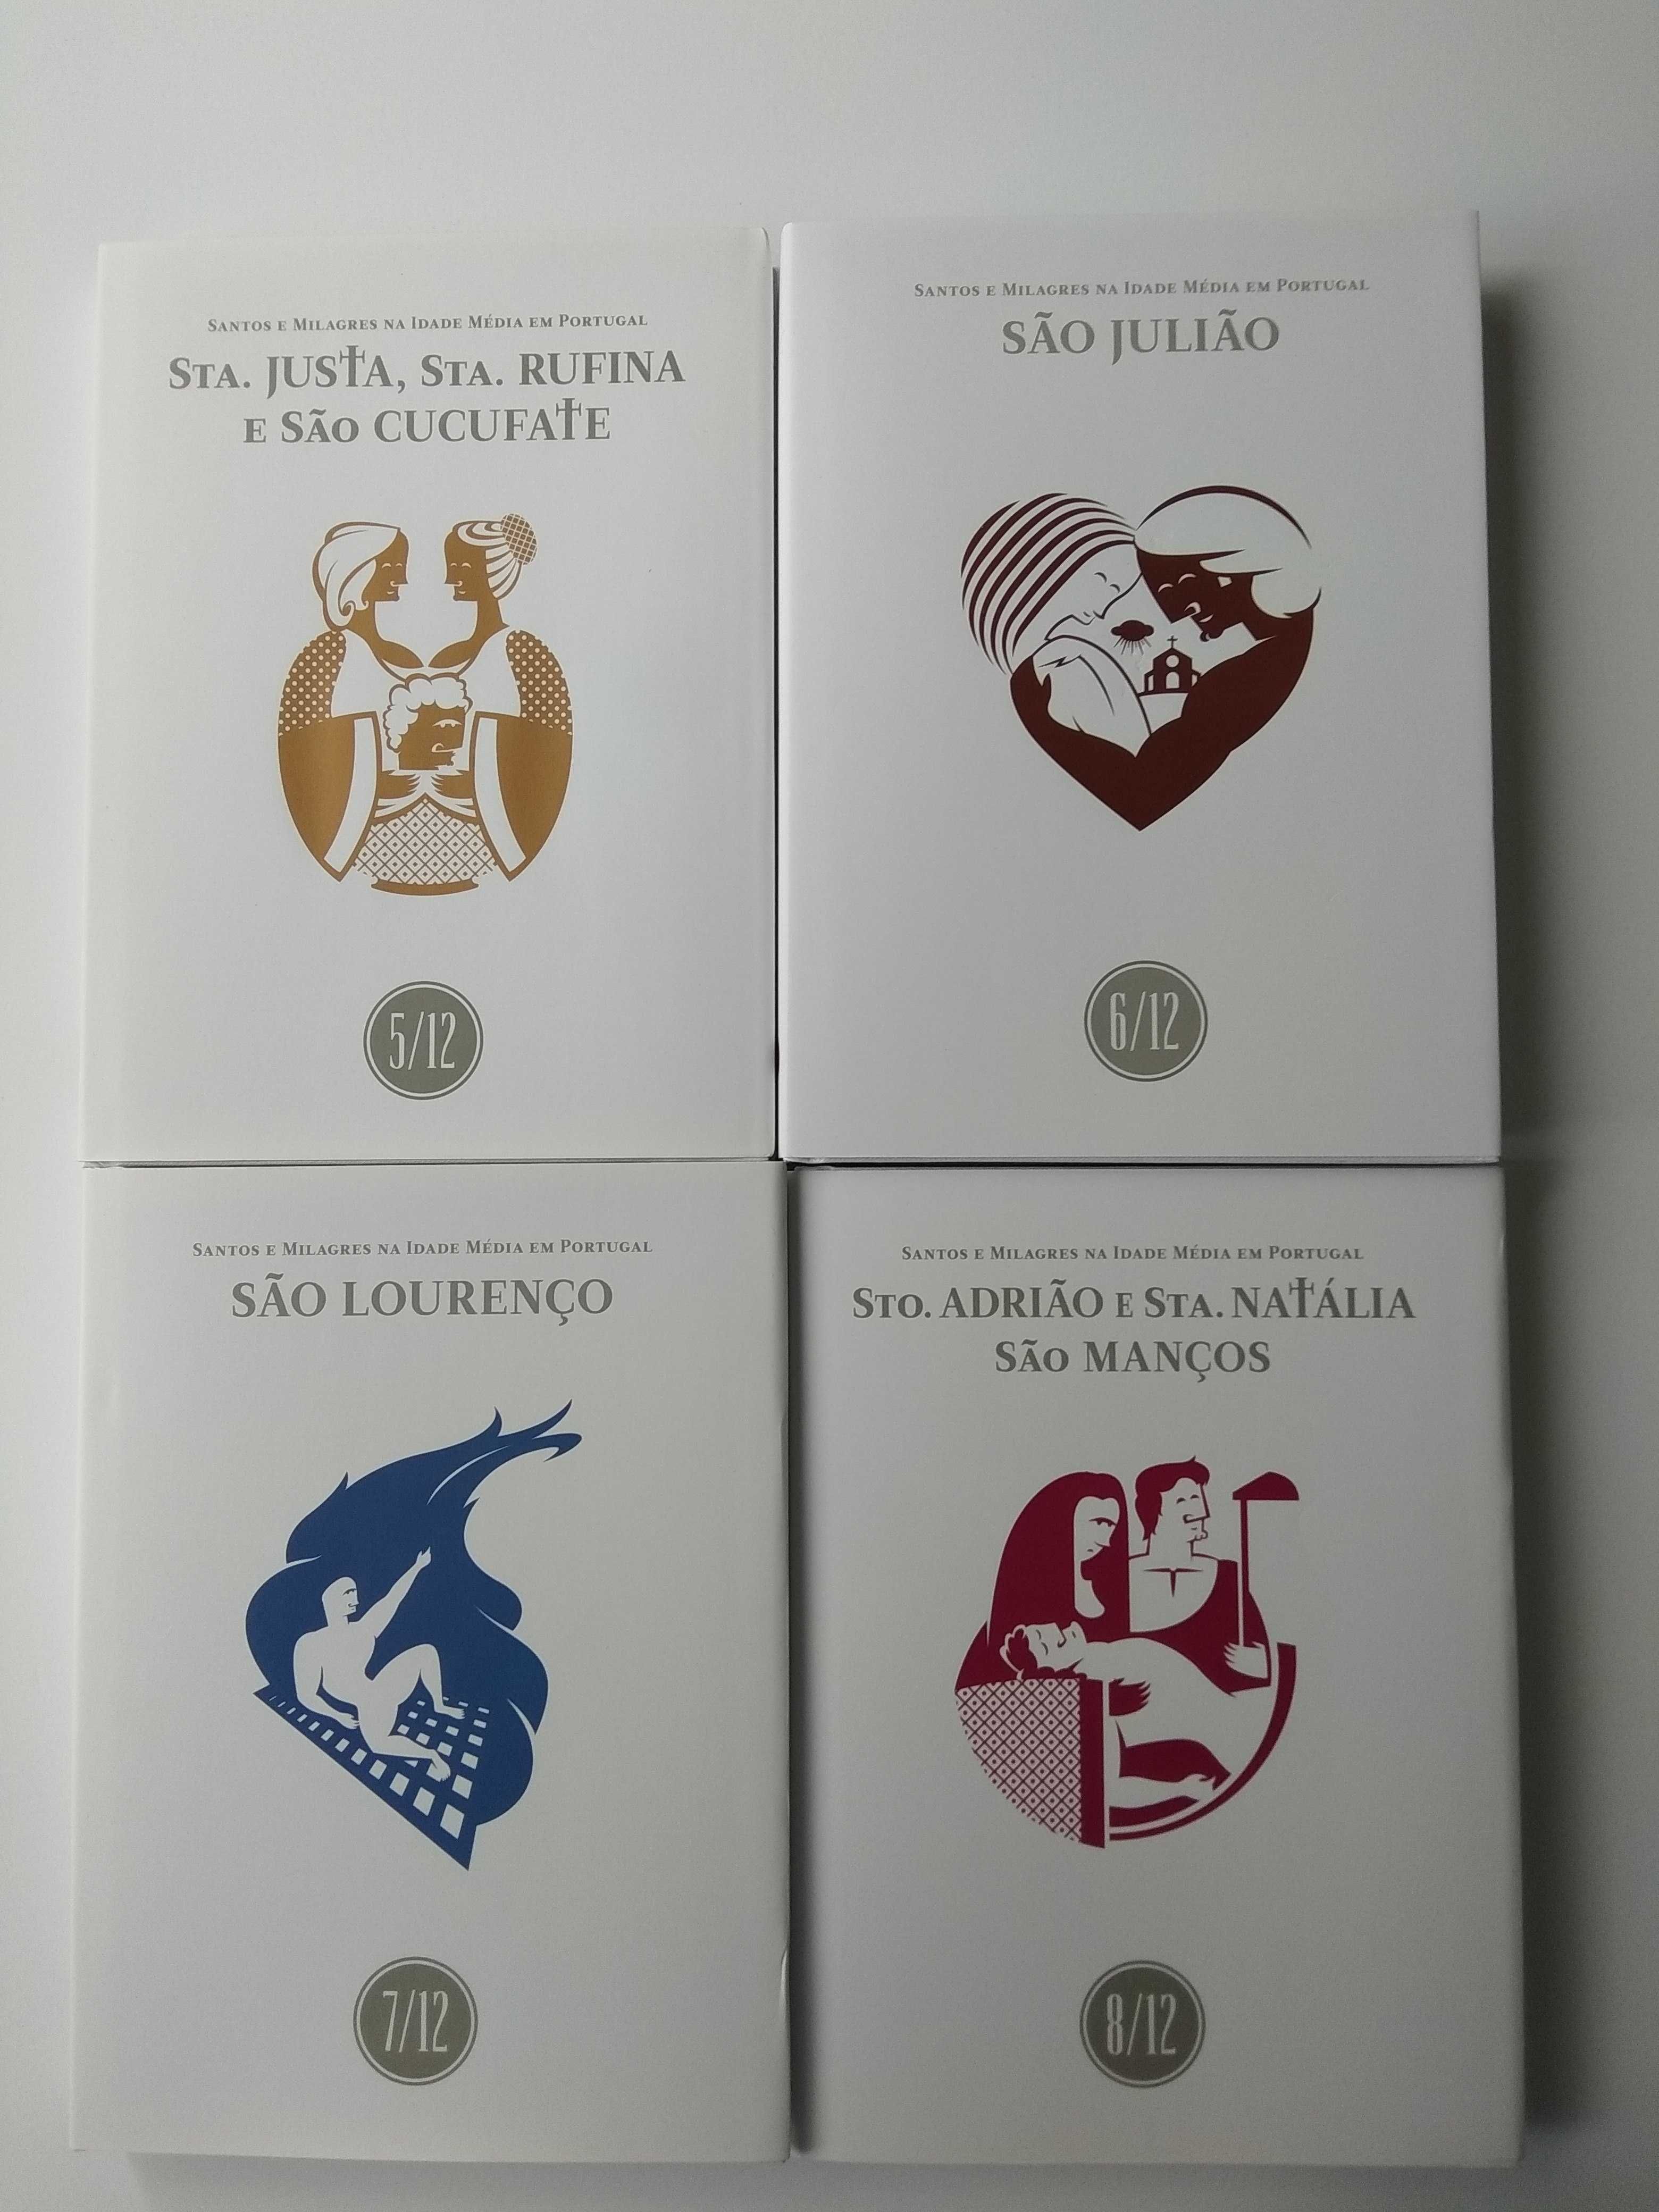 Santos e Milagres na Idade Média em Portugal
Sta. JUSTA, Sta. RUFINA
e São CUCUFATE
5/12
Santos e Milagres na Idade Média em Portugal
SÃO JULIÃO
6/12
Santos e Milagres na Idade Média em Portugal
SÃO LOURENÇO
7/12
Santos e Milagres na Idade Média em Portugal
Sto. ADRIÃO e Sta. NATÁLIA
São MANÇOS
8/12